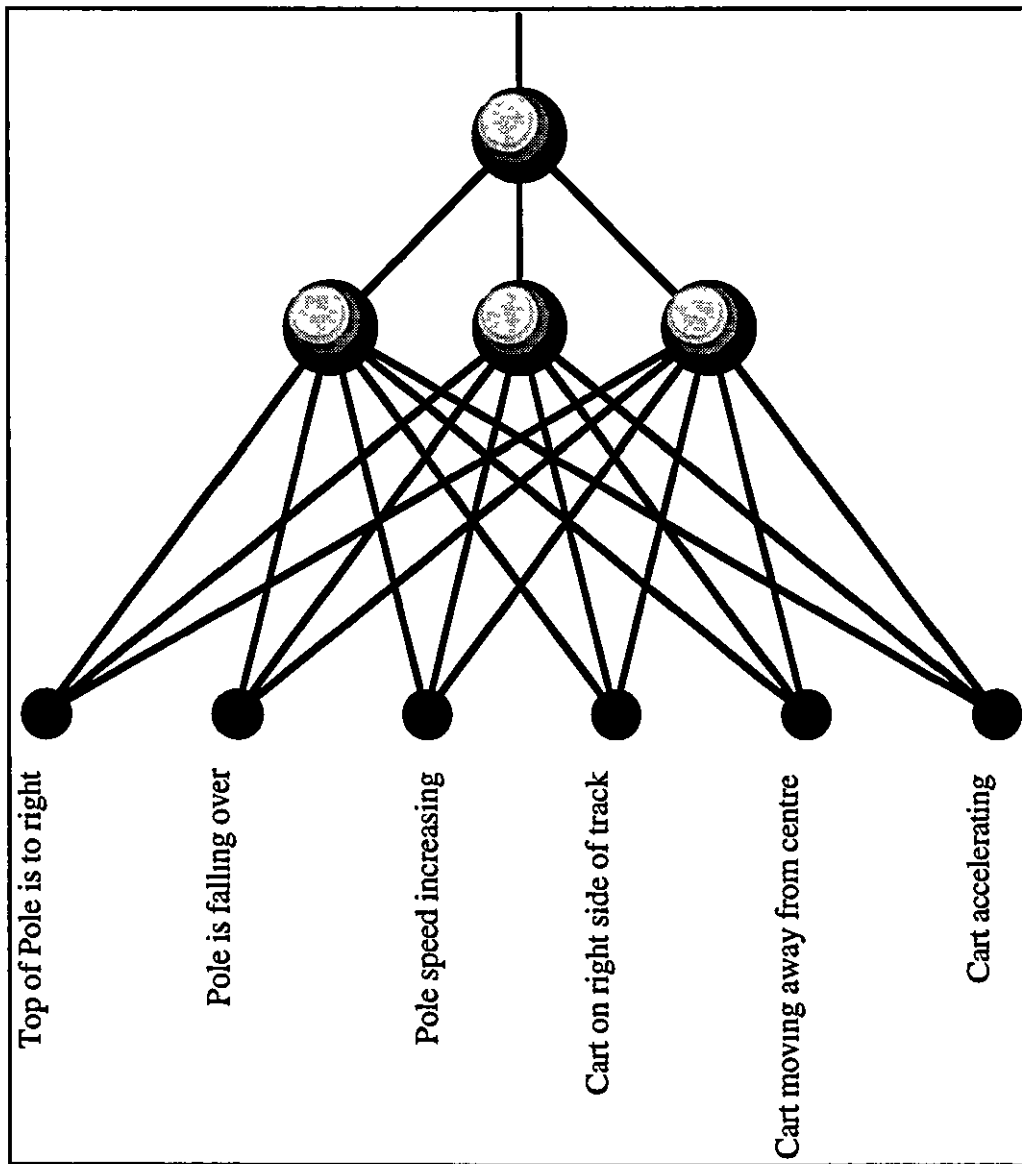 Top of Pole is to right
Pole is falling over
Pole speed increasing
Cart on right side of track
Cart moving away from centre
Cart accelerating